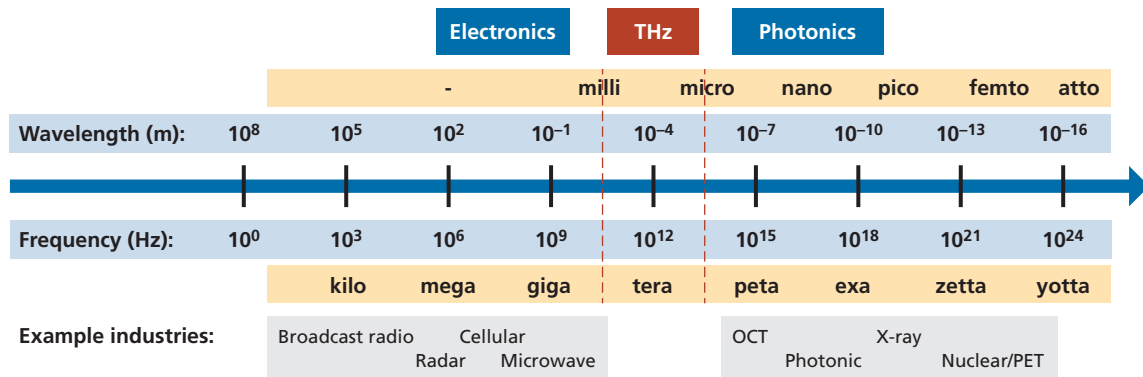 Electronics THz Photonics
- milli micro nano pico femto atto
Wavelength (m): 10⁸ 10⁵ 10² 10⁻¹ 10⁻⁴ 10⁻⁷ 10⁻¹⁰ 10⁻¹³ 10⁻¹⁶
Frequency (Hz): 10⁰ 10³ 10⁶ 10⁹ 10¹² 10¹⁵ 10¹⁸ 10²¹ 10²⁴
kilo mega giga tera peta exa zetta yotta
Example industries: Broadcast radio Cellular OCT X-ray
Radar Microwave Photonic Nuclear/PET